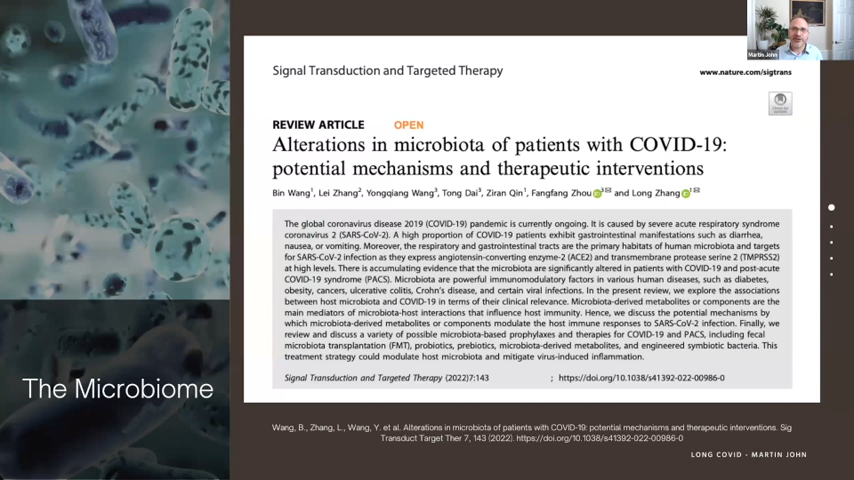 Martin John
Signal Transduction and Targeted Therapy
www.nature.com/sigtrans
REVIEW ARTICLE OPEN
Alterations in microbiota of patients with COVID-19:
potential mechanisms and therapeutic interventions
Bin Wang1, Lei Zhang2, Yongqiang Wang3, Tong Dai3, Ziran Qin1, Fangfang Zhou3✉ and Long Zhang1✉
The global coronavirus disease 2019 (COVID-19) pandemic is currently ongoing. It is caused by severe acute respiratory syndrome
coronavirus 2 (SARS-CoV-2). A high proportion of COVID-19 patients exhibit gastrointestinal manifestations such as diarrhea,
nausea, or vomiting. Moreover, the respiratory and gastrointestinal tracts are the primary habitats of human microbiota and targets
for SARS-CoV-2 infection as they express angiotensin-converting enzyme-2 (ACE2) and transmembrane protease serine 2 (TMPRSS2)
at high levels. There is accumulating evidence that the microbiota are significantly altered in patients with COVID-19 and post-acute
COVID-19 syndrome (PACS). Microbiota are powerful immunomodulatory factors in various human diseases, such as diabetes,
obesity, cancers, ulcerative colitis, Crohn's disease, and certain viral infections. In the present review, we explore the associations
between host microbiota and COVID-19 in terms of their clinical relevance. Microbiota-derived metabolites or components are the
main mediators of microbiota-host interactions that influence host immunity. Hence, we discuss the potential mechanisms by
which microbiota-derived metabolites or components modulate the host immune responses to SARS-CoV-2 infection. Finally, we
review and discuss a variety of possible microbiota-based prophylaxes and therapies for COVID-19 and PACS, including fecal
microbiota transplantation (FMT), probiotics, prebiotics, microbiota-derived metabolites, and engineered symbiotic bacteria. This
treatment strategy could modulate host microbiota and mitigate virus-induced inflammation.
Signal Transduction and Targeted Therapy (2022)7:143 ; https://doi.org/10.1038/s41392-022-00986-0
The Microbiome
Wang, B., Zhang, L., Wang, Y. et al. Alterations in microbiota of patients with COVID-19: potential mechanisms and therapeutic interventions. Sig
Transduct Target Ther 7, 143 (2022). https://doi.org/10.1038/s41392-022-00986-0
LONG COVID - MARTIN JOHN